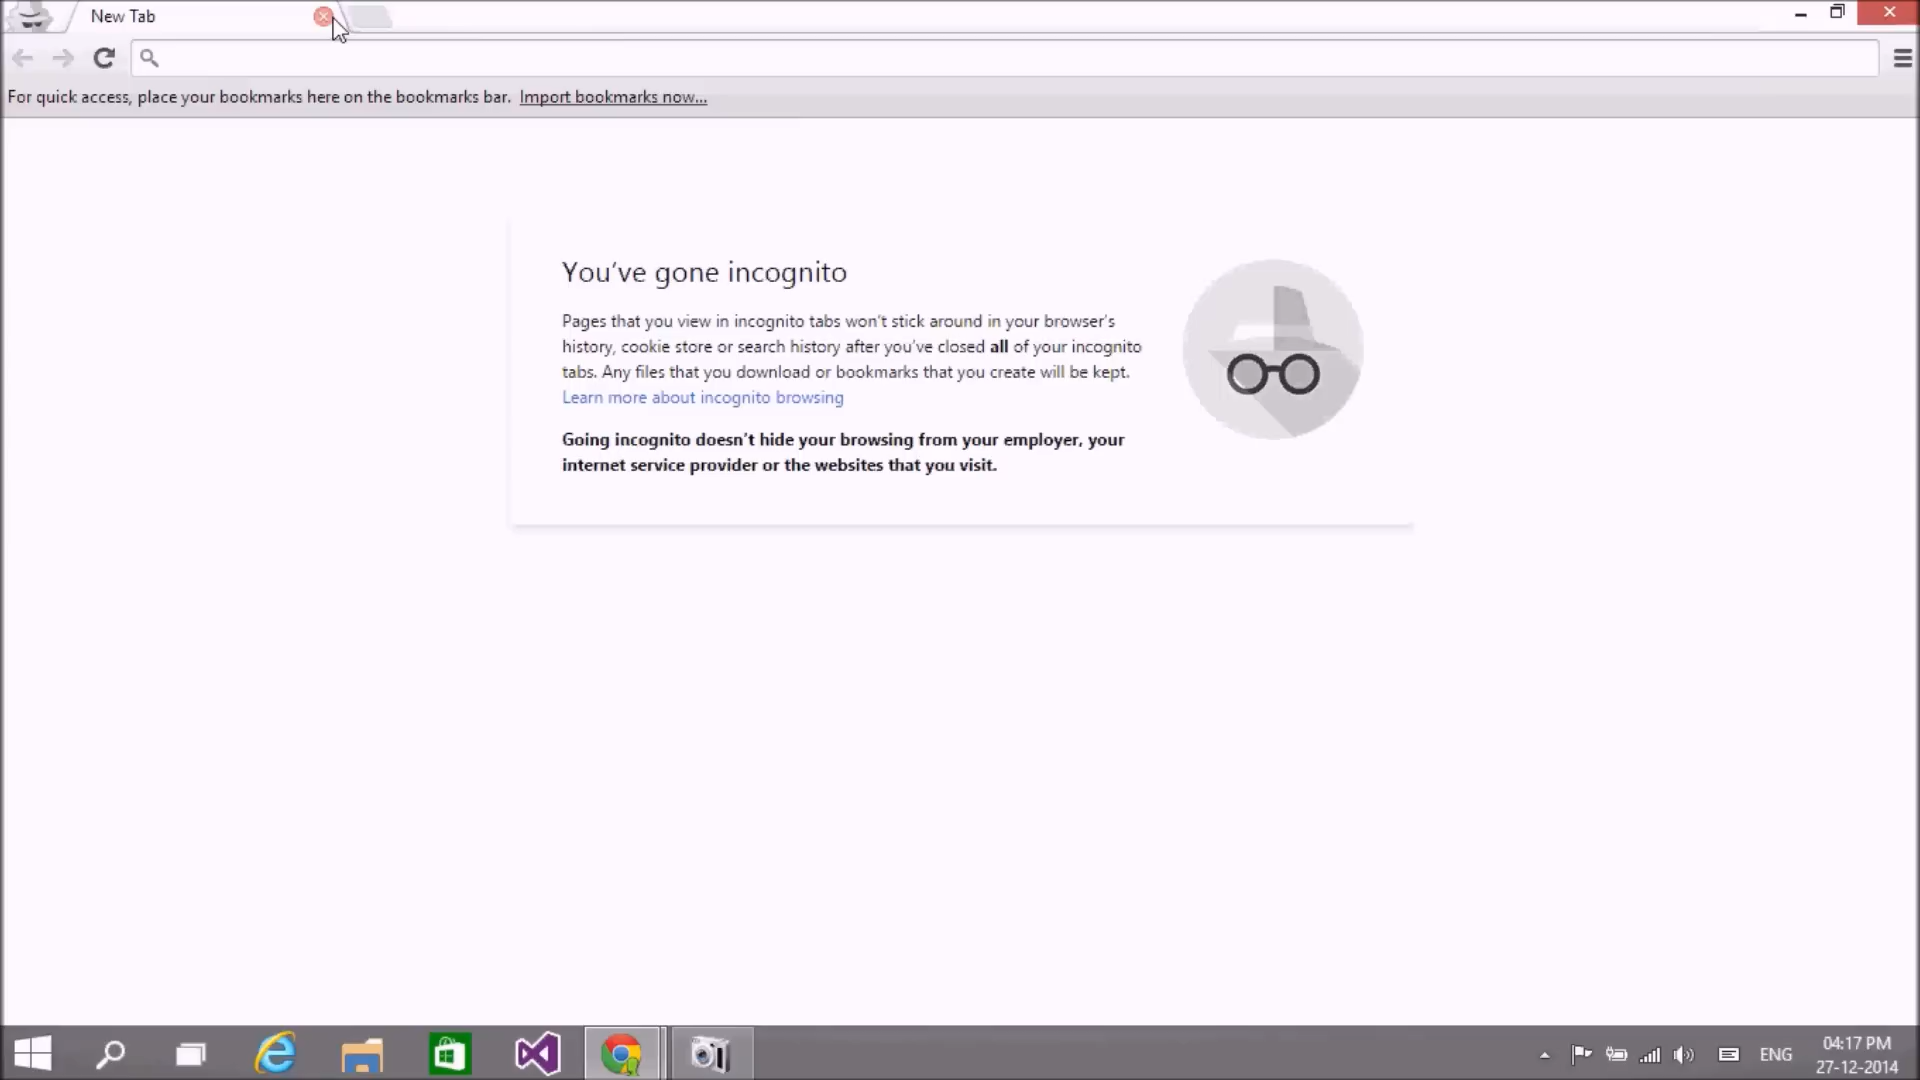 New Tab
For quick access, place your bookmarks here on the bookmarks bar. Import bookmarks now...
You've gone incognito
Pages that you view in incognito tabs won't stick around in your browser's
history, cookie store or search history after you've closed all of your incognito
tabs. Any files that you download or bookmarks that you create will be kept.
Learn more about incognito browsing
Going incognito doesn't hide your browsing from your employer, your
internet service provider or the websites that you visit.
ENG
04:17 PM
27-12-2014